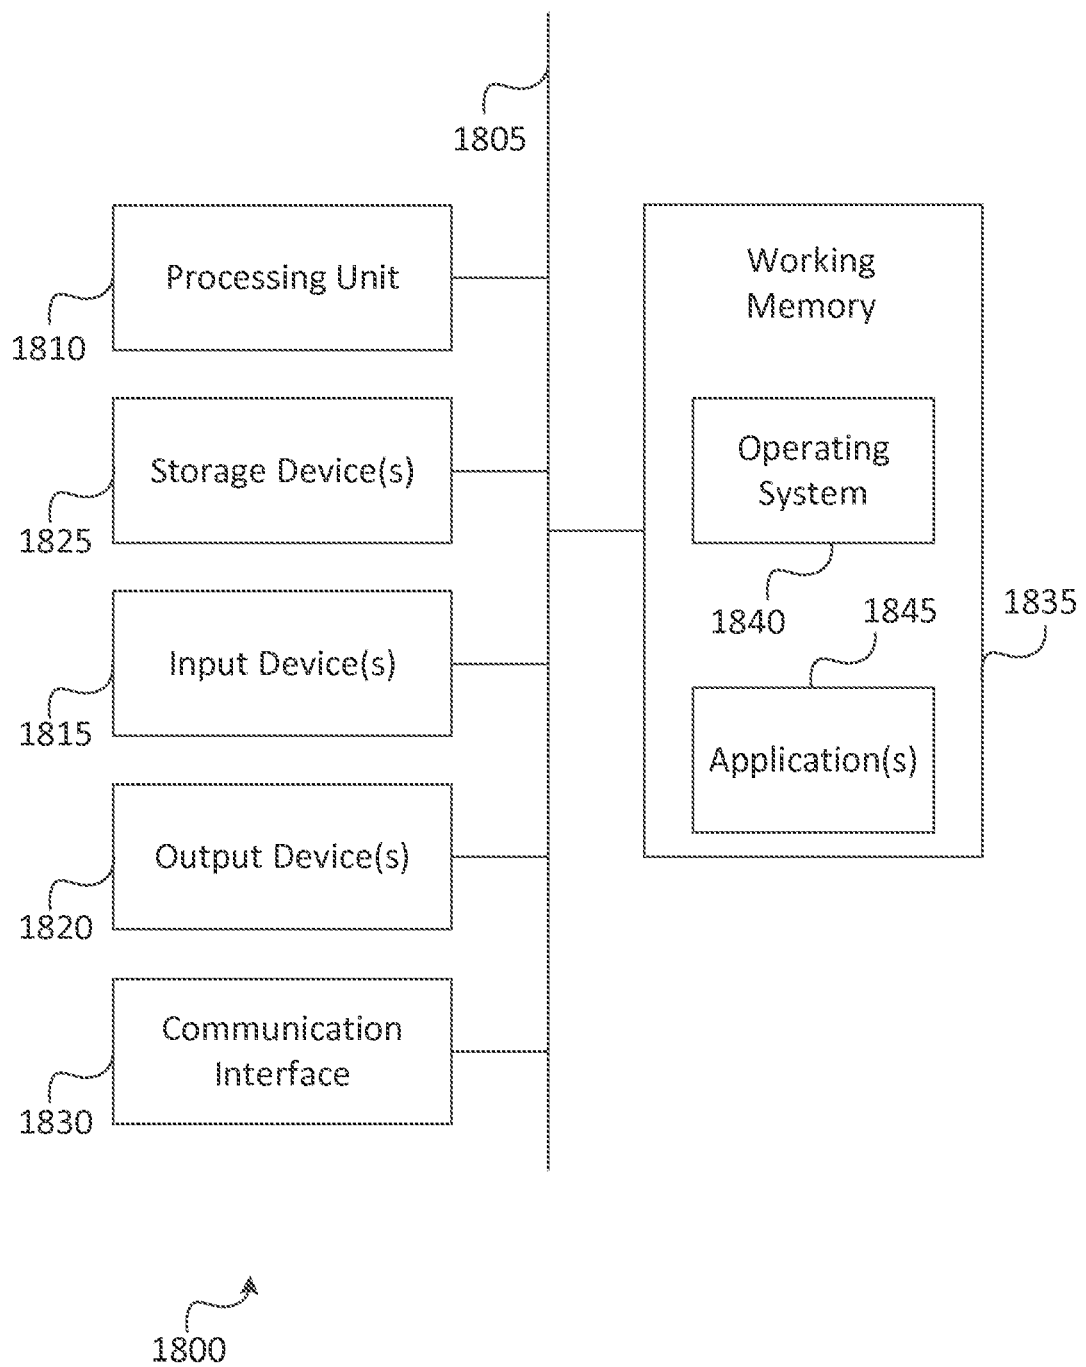 1805
Processing Unit
1810
Storage Device(s)
1825
Input Device(s)
1815
Output Device(s)
1820
Communication
Interface
1830
Working
Memory
Operating
System
1840
1845
1835
Application(s)
1800